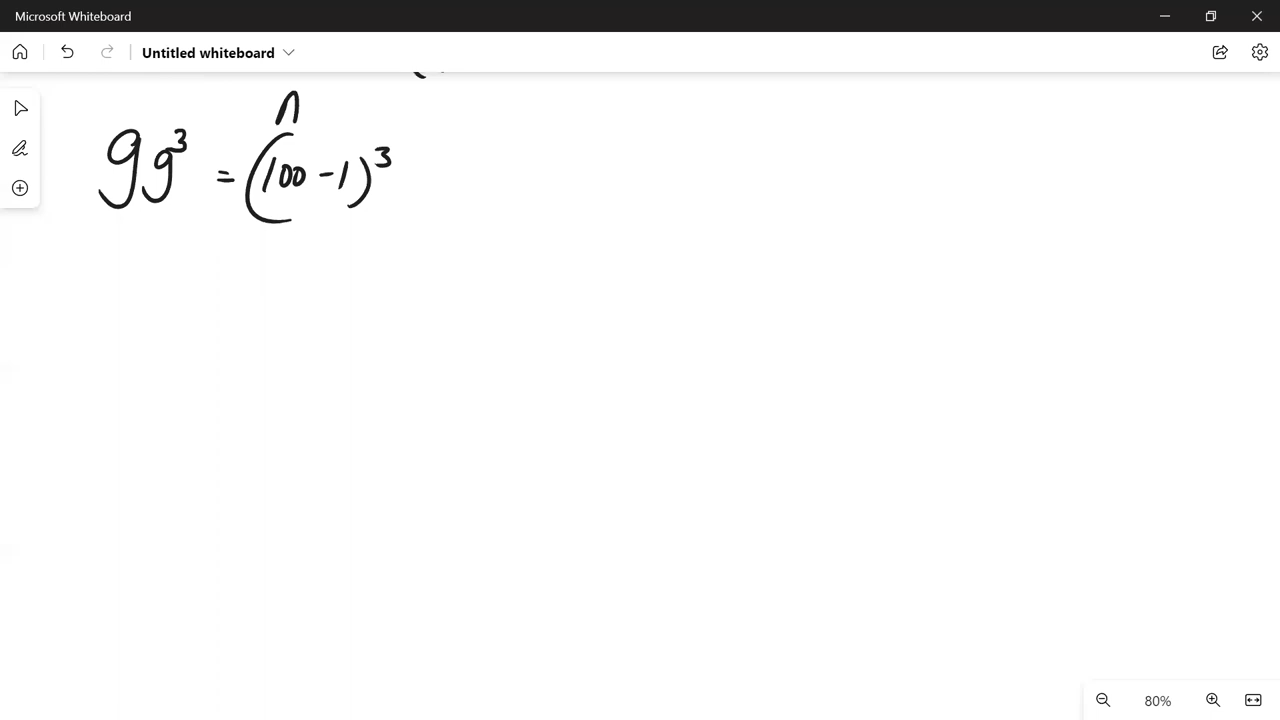 Microsoft Whiteboard
Untitled whiteboard
n
99³ = (100 - 1)³
80%